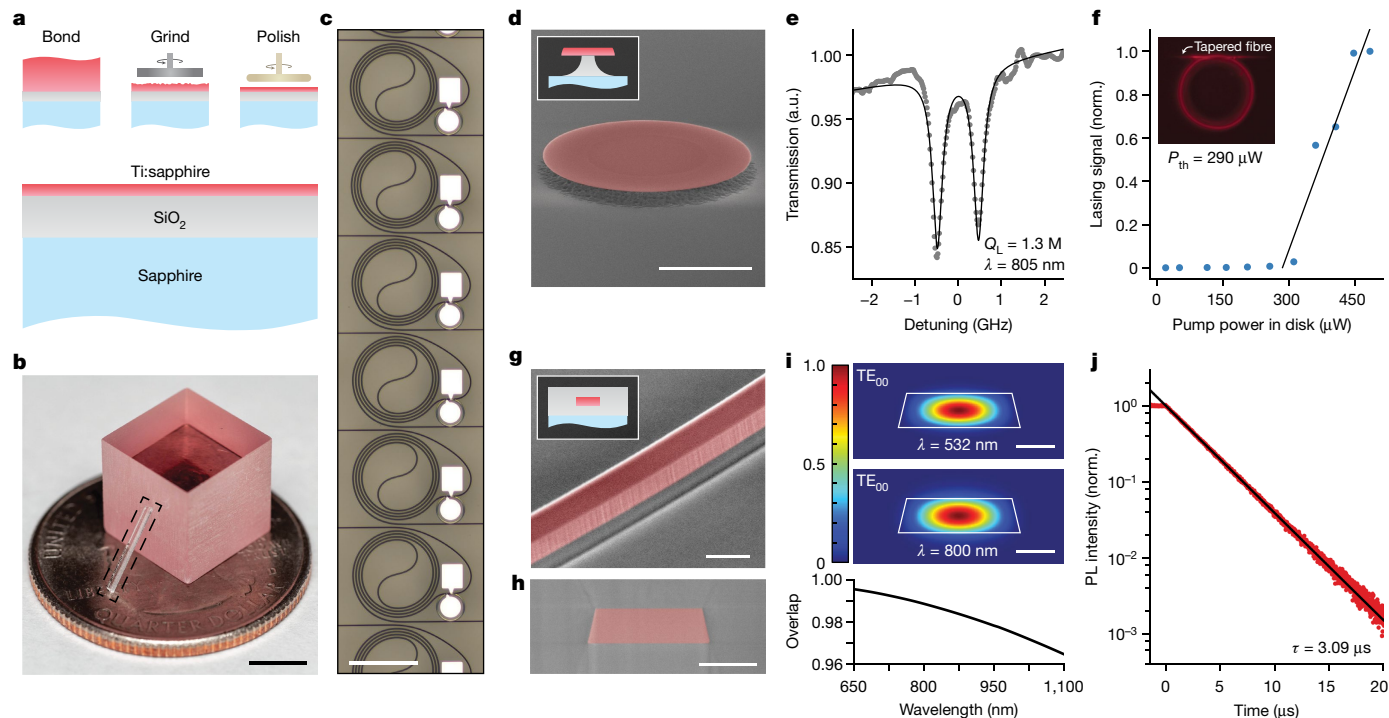 a
Bond
Grind
Polish
Ti:sapphire
SiO2
Sapphire
b
UNIT
LIB
QUARTER DOLLAR
c
d
e
Transmission (a.u.)
1.00
0.95
0.90
0.85
QL = 1.3 M
λ = 805 nm
−2
−1
0
1
2
Detuning (GHz)
f
Lasing signal (norm.)
1.0
0.8
0.6
0.4
0.2
0
Tapered fibre
Pth = 290 μW
0
150
300
450
Pump power in disk (μW)
g
h
i
1.0
0.5
0
TE00
λ = 532 nm
TE00
λ = 800 nm
Overlap
1.00
0.98
0.96
650
800
950
1,100
Wavelength (nm)
j
PL intensity (norm.)
10⁰
10⁻¹
10⁻²
10⁻³
τ = 3.09 μs
0
5
10
15
20
Time (μs)